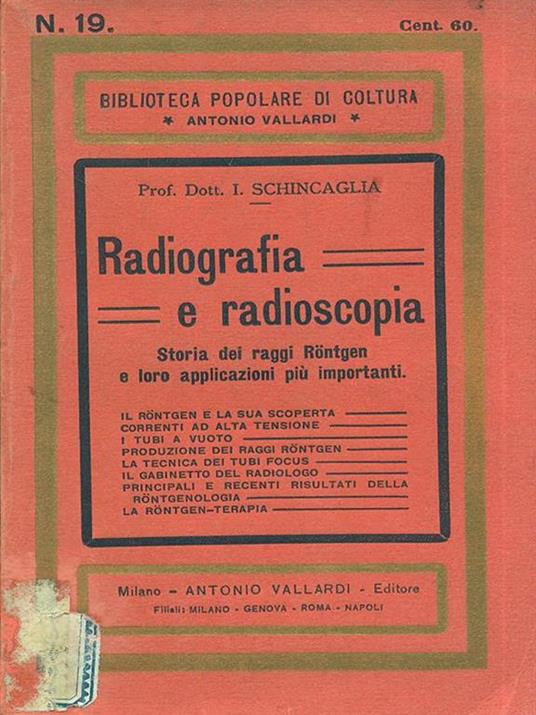 N. 19.
Cent. 60.
BIBLIOTECA POPOLARE DI COLTURA
* ANTONIO VALLARDI *
Prof. Dott. I. SCHINCAGLIA
Radiografia
e radioscopia
Storia dei raggi Röntgen
e loro applicazioni più importanti.
IL RÖNTGEN E LA SUA SCOPERTA
CORRENTI AD ALTA TENSIONE
I TUBI A VUOTO
PRODUZIONE DEI RAGGI RÖNTGEN
LA TECNICA DEI TUBI FOCUS
IL GABINETTO DEL RADIOLOGO
PRINCIPALI E RECENTI RISULTATI DELLA
RÖNTGENOLOGIA
LA RÖNTGEN-TERAPIA
Milano - ANTONIO VALLARDI - Editore
Filiali: MILANO - GENOVA - ROMA - NAPOLI